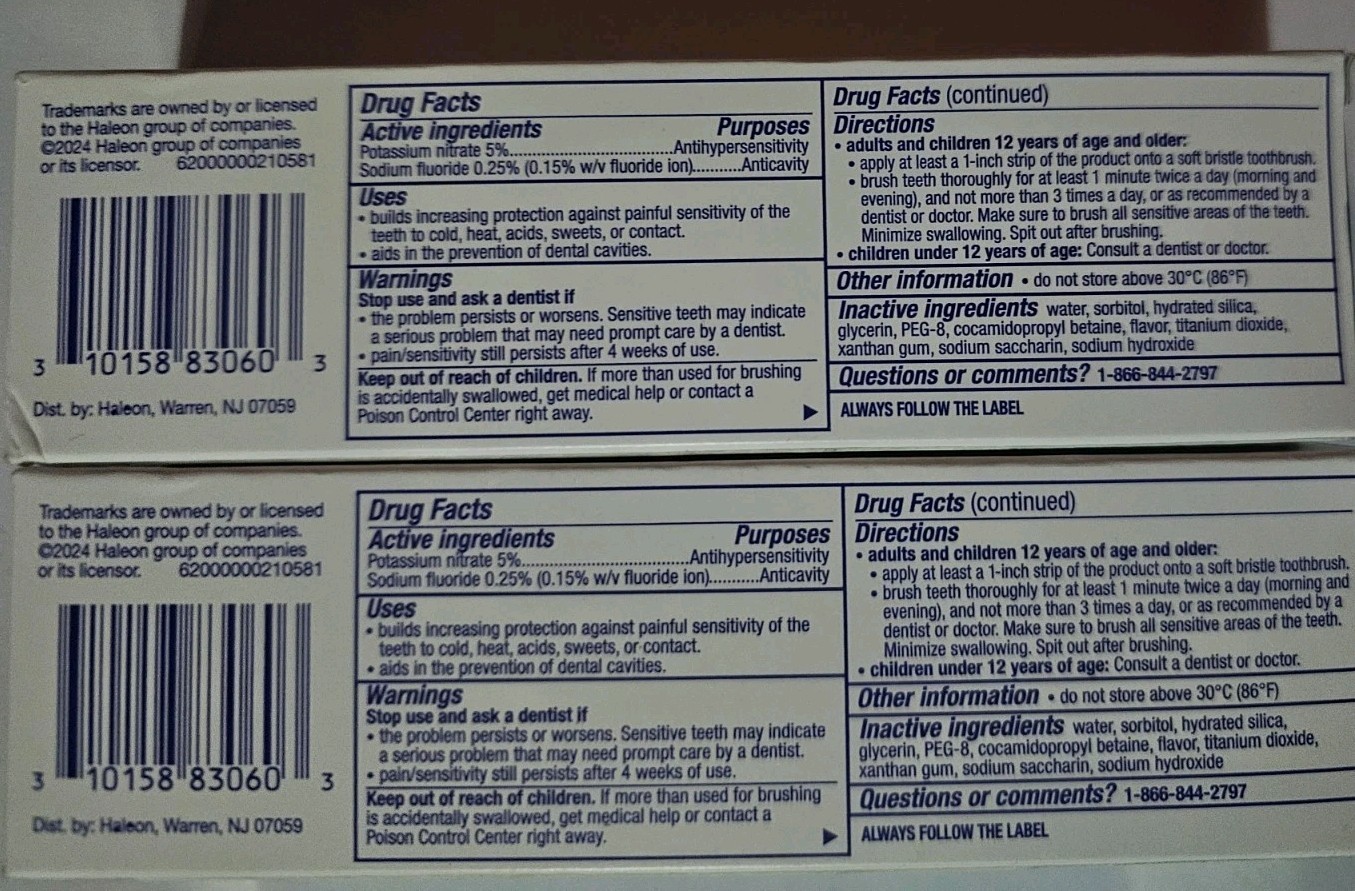 Trademarks are owned by or licensed
to the Haleon group of companies.
©2024 Haleon group of companies
or its licensor. 62000000210581
3 10158 83060 3
Dist. by: Haleon, Warren, NJ 07059
Drug Facts
Active ingredients Purposes
Potassium nitrate 5%................................Antihypersensitivity
Sodium fluoride 0.25% (0.15% w/v fluoride ion)...........Anticavity
Uses
• builds increasing protection against painful sensitivity of the
teeth to cold, heat, acids, sweets, or contact.
• aids in the prevention of dental cavities.
Warnings
Stop use and ask a dentist if
• the problem persists or worsens. Sensitive teeth may indicate
a serious problem that may need prompt care by a dentist.
• pain/sensitivity still persists after 4 weeks of use.
Keep out of reach of children. If more than used for brushing
is accidentally swallowed, get medical help or contact a
Poison Control Center right away.
Drug Facts (continued)
Directions
• adults and children 12 years of age and older:
• apply at least a 1-inch strip of the product onto a soft bristle toothbrush.
• brush teeth thoroughly for at least 1 minute twice a day (morning and
evening), and not more than 3 times a day, or as recommended by a
dentist or doctor. Make sure to brush all sensitive areas of the teeth.
Minimize swallowing. Spit out after brushing.
• children under 12 years of age: Consult a dentist or doctor.
Other information • do not store above 30°C (86°F)
Inactive ingredients water, sorbitol, hydrated silica,
glycerin, PEG-8, cocamidopropyl betaine, flavor, titanium dioxide,
xanthan gum, sodium saccharin, sodium hydroxide
Questions or comments? 1-866-844-2797
ALWAYS FOLLOW THE LABEL
Trademarks are owned by or licensed
to the Haleon group of companies.
©2024 Haleon group of companies
or its licensor. 62000000210581
3 10158 83060 3
Dist. by: Haleon, Warren, NJ 07059
Drug Facts
Active ingredients Purposes
Potassium nitrate 5%................................Antihypersensitivity
Sodium fluoride 0.25% (0.15% w/v fluoride ion)...........Anticavity
Uses
• builds increasing protection against painful sensitivity of the
teeth to cold, heat, acids, sweets, or contact.
• aids in the prevention of dental cavities.
Warnings
Stop use and ask a dentist if
• the problem persists or worsens. Sensitive teeth may indicate
a serious problem that may need prompt care by a dentist.
• pain/sensitivity still persists after 4 weeks of use.
Keep out of reach of children. If more than used for brushing
is accidentally swallowed, get medical help or contact a
Poison Control Center right away.
Drug Facts (continued)
Directions
• adults and children 12 years of age and older:
• apply at least a 1-inch strip of the product onto a soft bristle toothbrush.
• brush teeth thoroughly for at least 1 minute twice a day (morning and
evening), and not more than 3 times a day, or as recommended by a
dentist or doctor. Make sure to brush all sensitive areas of the teeth.
Minimize swallowing. Spit out after brushing.
• children under 12 years of age: Consult a dentist or doctor.
Other information • do not store above 30°C (86°F)
Inactive ingredients water, sorbitol, hydrated silica,
glycerin, PEG-8, cocamidopropyl betaine, flavor, titanium dioxide,
xanthan gum, sodium saccharin, sodium hydroxide
Questions or comments? 1-866-844-2797
ALWAYS FOLLOW THE LABEL